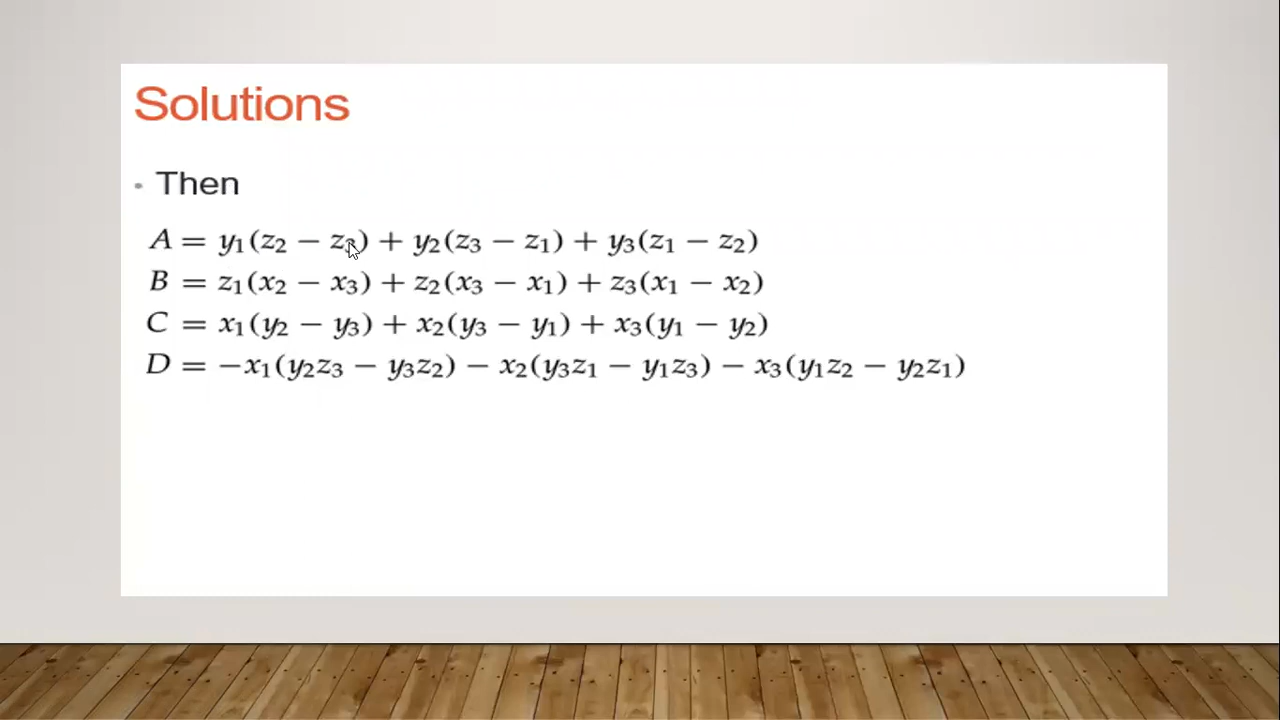 Solutions
• Then
A = y₁(z₂ − z₃) + y₂(z₃ − z₁) + y₃(z₁ − z₂)
B = z₁(x₂ − x₃) + z₂(x₃ − x₁) + z₃(x₁ − x₂)
C = x₁(y₂ − y₃) + x₂(y₃ − y₁) + x₃(y₁ − y₂)
D = −x₁(y₂z₃ − y₃z₂) − x₂(y₃z₁ − y₁z₃) − x₃(y₁z₂ − y₂z₁)